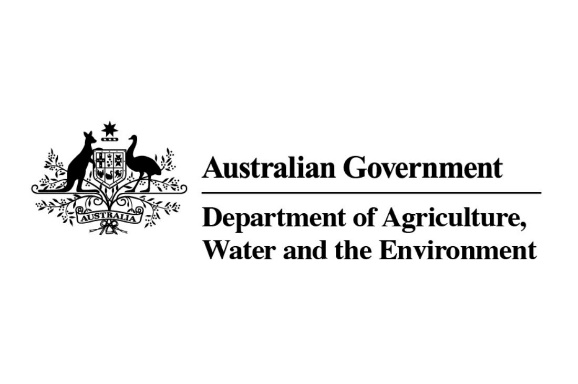 Australian Government
Department of Agriculture,
Water and the Environment
AUSTRALIA